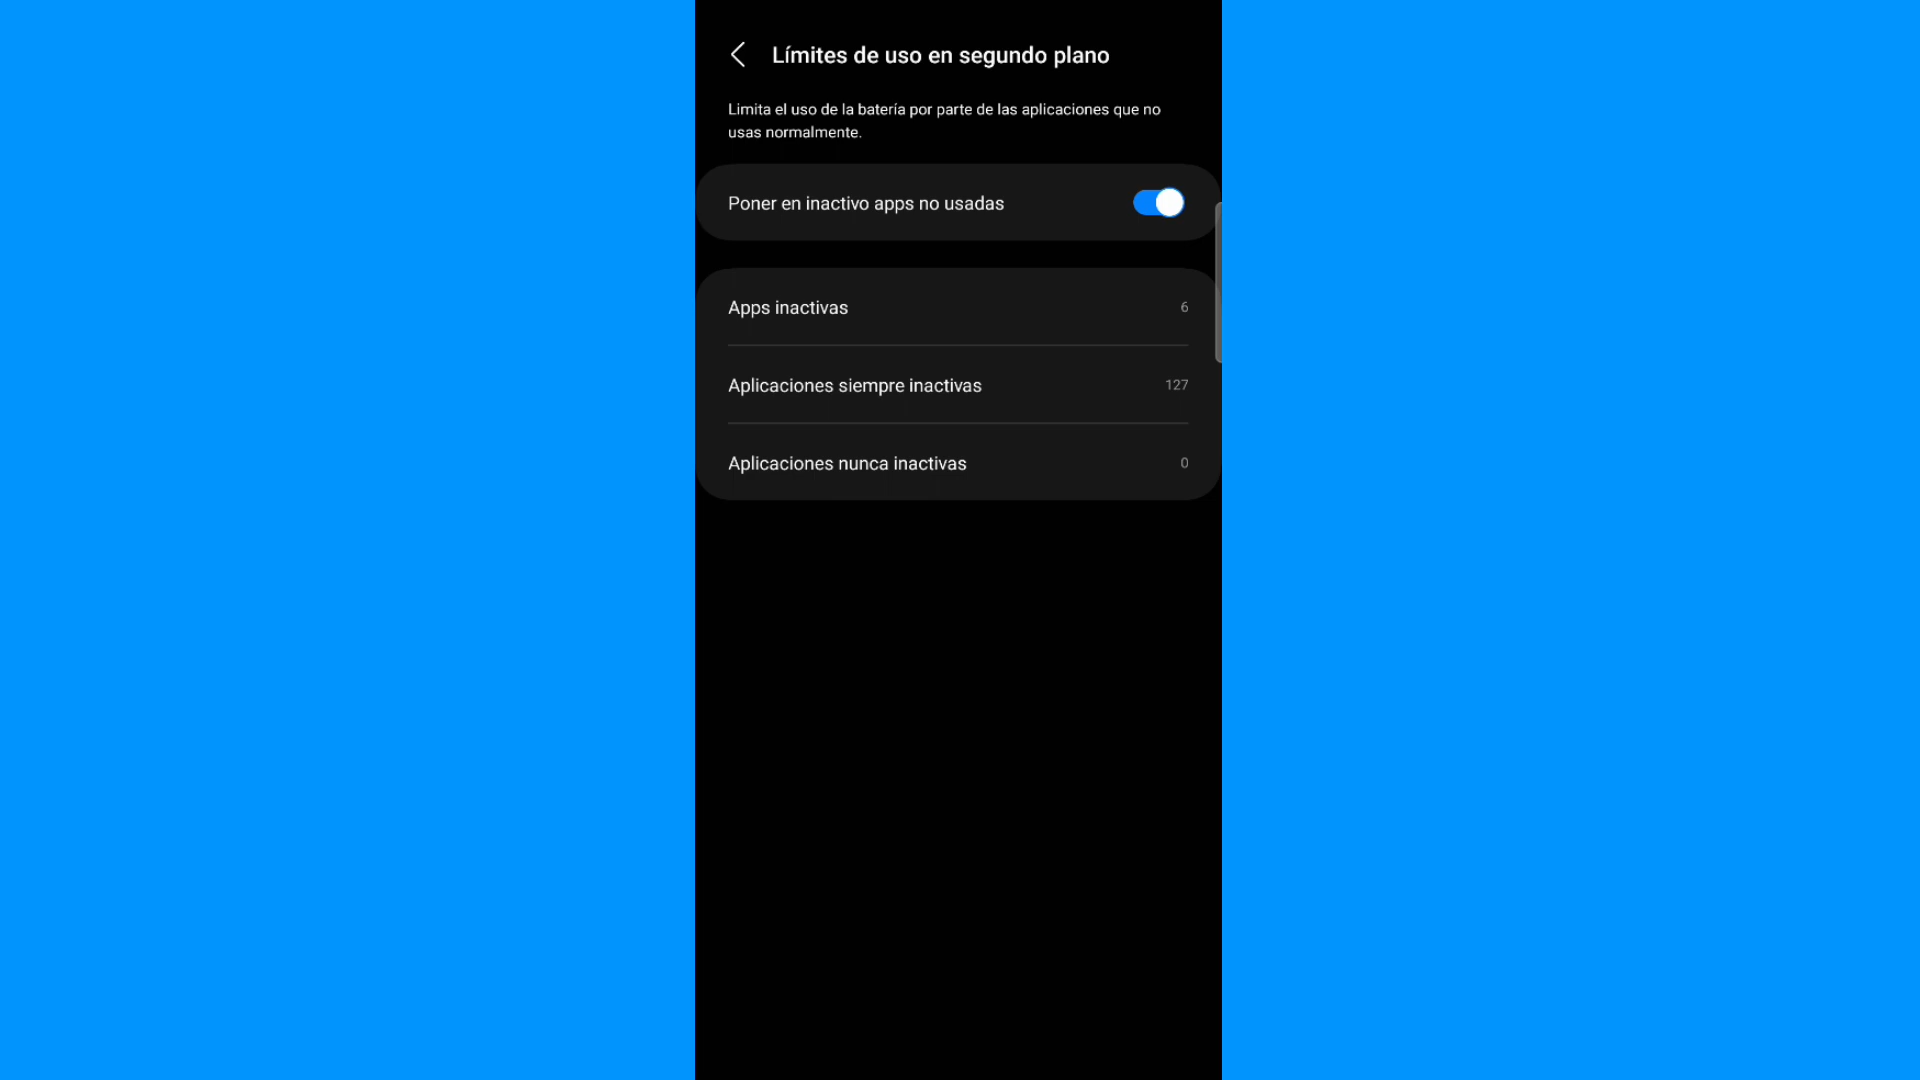 Límites de uso en segundo plano
Limita el uso de la batería por parte de las aplicaciones que no
usas normalmente.
Poner en inactivo apps no usadas
Apps inactivas 6
Aplicaciones siempre inactivas 127
Aplicaciones nunca inactivas 0